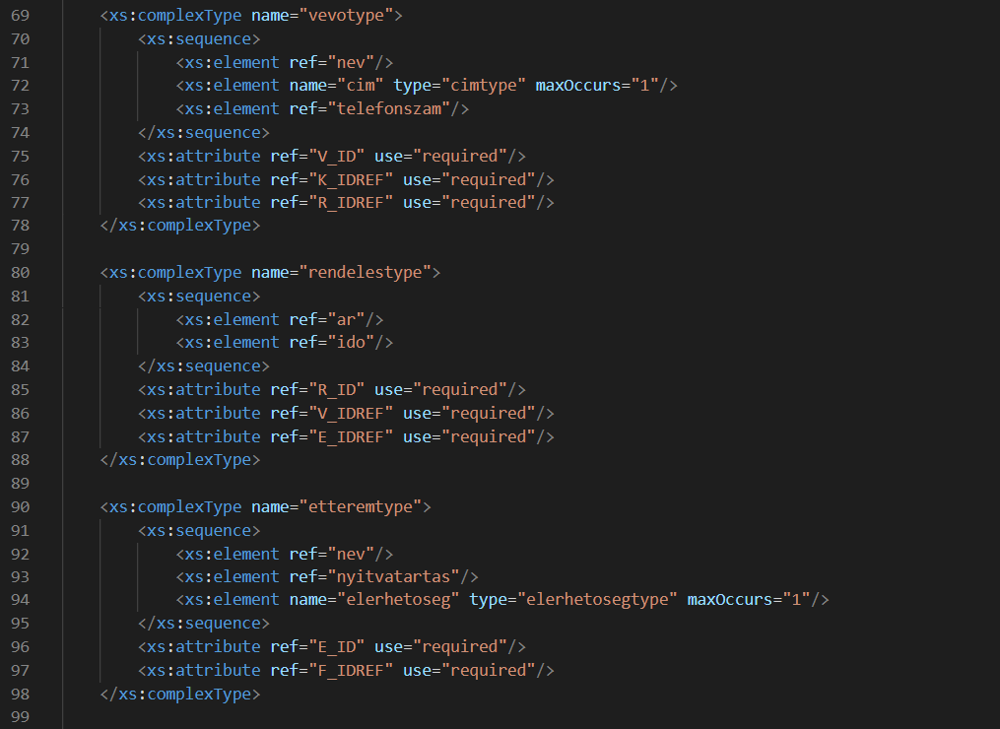 69 <xs:complexType name="vevotype">
70 <xs:sequence>
71 <xs:element ref="nev"/>
72 <xs:element name="cim" type="cimtype" maxOccurs="1"/>
73 <xs:element ref="telefonszam"/>
74 </xs:sequence>
75 <xs:attribute ref="V_ID" use="required"/>
76 <xs:attribute ref="K_IDREF" use="required"/>
77 <xs:attribute ref="R_IDREF" use="required"/>
78 </xs:complexType>
79
80 <xs:complexType name="rendelestype">
81 <xs:sequence>
82 <xs:element ref="ar"/>
83 <xs:element ref="ido"/>
84 </xs:sequence>
85 <xs:attribute ref="R_ID" use="required"/>
86 <xs:attribute ref="V_IDREF" use="required"/>
87 <xs:attribute ref="E_IDREF" use="required"/>
88 </xs:complexType>
89
90 <xs:complexType name="etteremtype">
91 <xs:sequence>
92 <xs:element ref="nev"/>
93 <xs:element ref="nyitvatartas"/>
94 <xs:element name="elerhetoseg" type="elerhetosegtype" maxOccurs="1"/>
95 </xs:sequence>
96 <xs:attribute ref="E_ID" use="required"/>
97 <xs:attribute ref="F_IDREF" use="required"/>
98 </xs:complexType>
99